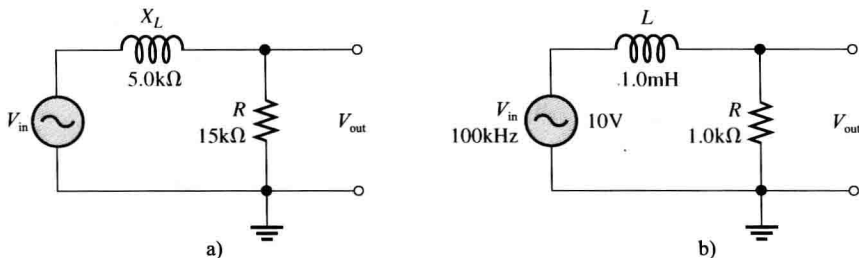 X_L
5.0kΩ
V_in
R
15kΩ
V_out
a)
L
1.0mH
V_in
10V
100kHz
R
1.0kΩ
V_out
b)